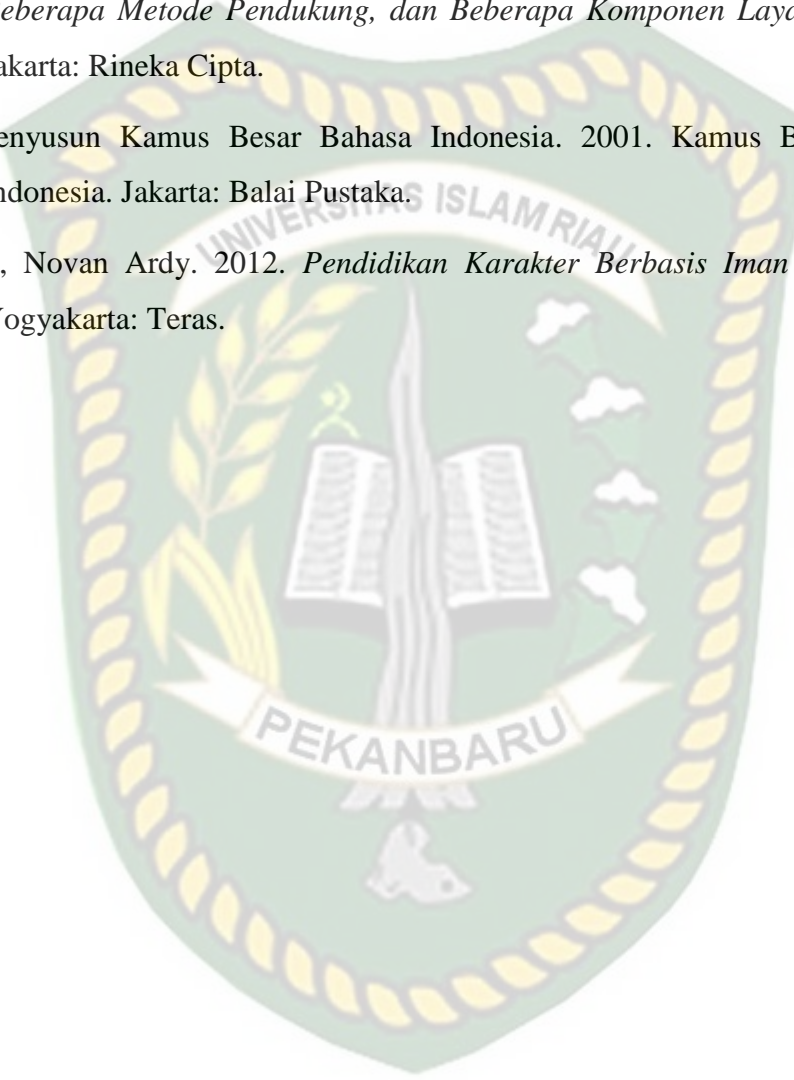 eberapa Metode Pendukung, dan Beberapa Komponen Laya
akarta: Rineka Cipta.
enyusun Kamus Besar Bahasa Indonesia. 2001. Kamus B
ndonesia. Jakarta: Balai Pustaka.
, Novan Ardy. 2012. Pendidikan Karakter Berbasis Iman
Yogyakarta: Teras.
UNIVERSITAS ISLAM RIAU
PEKANBARU